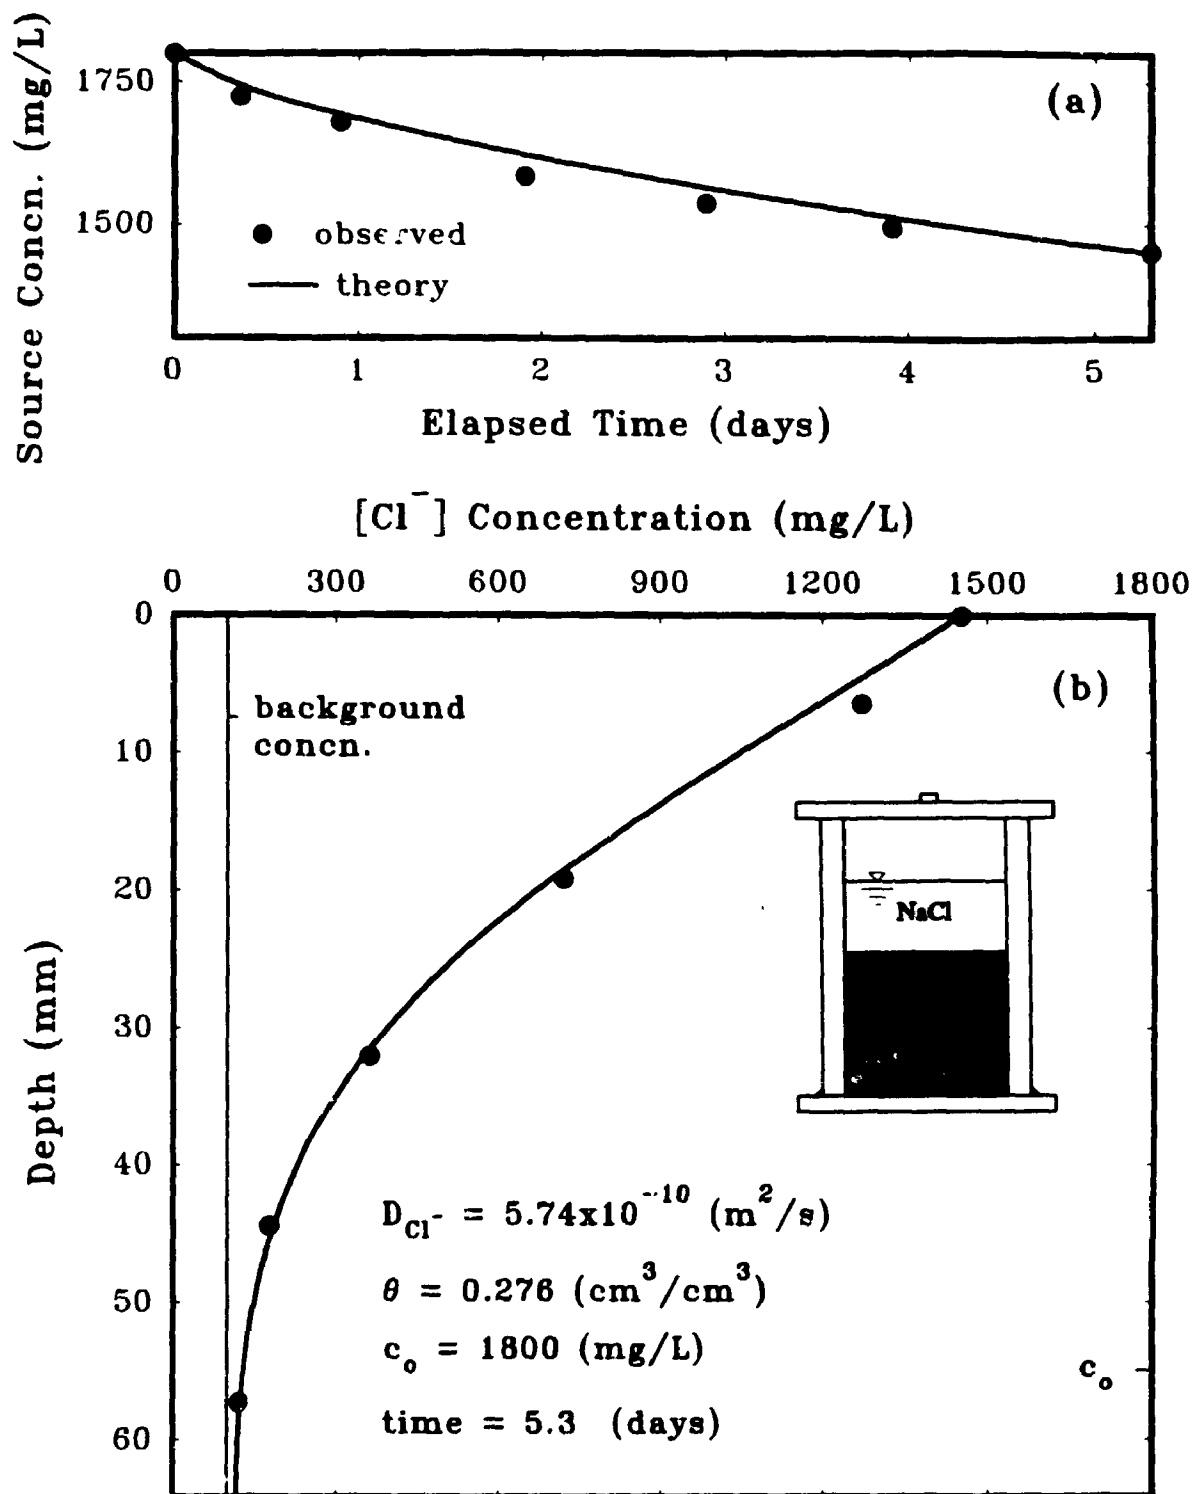 Source Concn. (mg/L)
1750
1500
(a)
observed
theory
0 1 2 3 4 5
Elapsed Time (days)
[Cl⁻] Concentration (mg/L)
0 300 600 900 1200 1500 1800
Depth (mm)
0
10
20
30
40
50
60
background
concn.
(b)
NaCl
D_Cl⁻ = 5.74x10⁻¹⁰ (m²/s)
θ = 0.276 (cm³/cm³)
c₀ = 1800 (mg/L)
c₀
time = 5.3 (days)